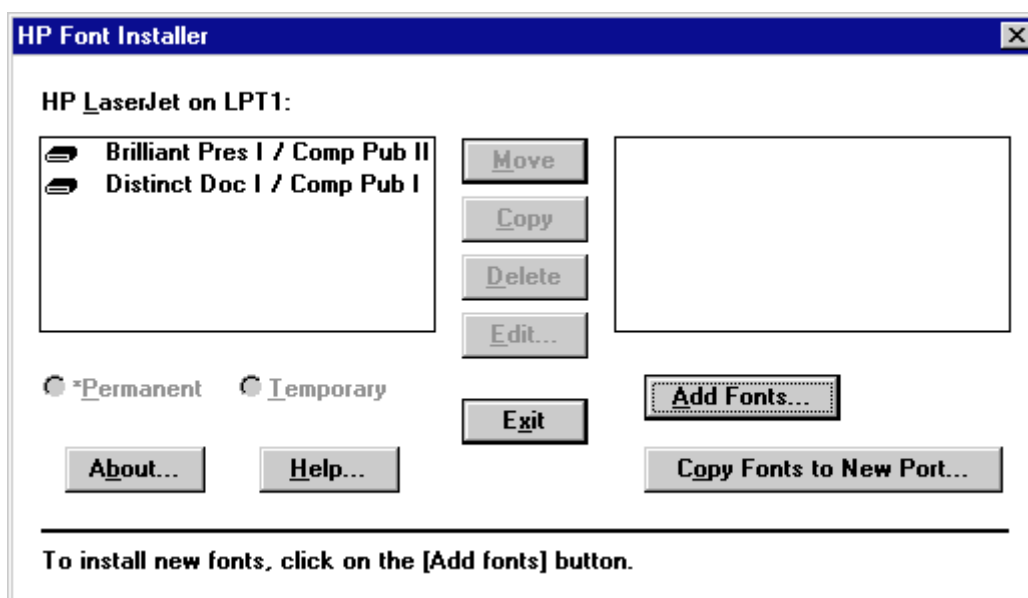 HP Font Installer
HP LaserJet on LPT1:
Brilliant Pres I / Comp Pub II
Distinct Doc I / Comp Pub I
Move
Copy
Delete
Edit...
*Permanent
Temporary
Exit
Add Fonts...
About...
Help...
Copy Fonts to New Port...
To install new fonts, click on the [Add fonts] button.